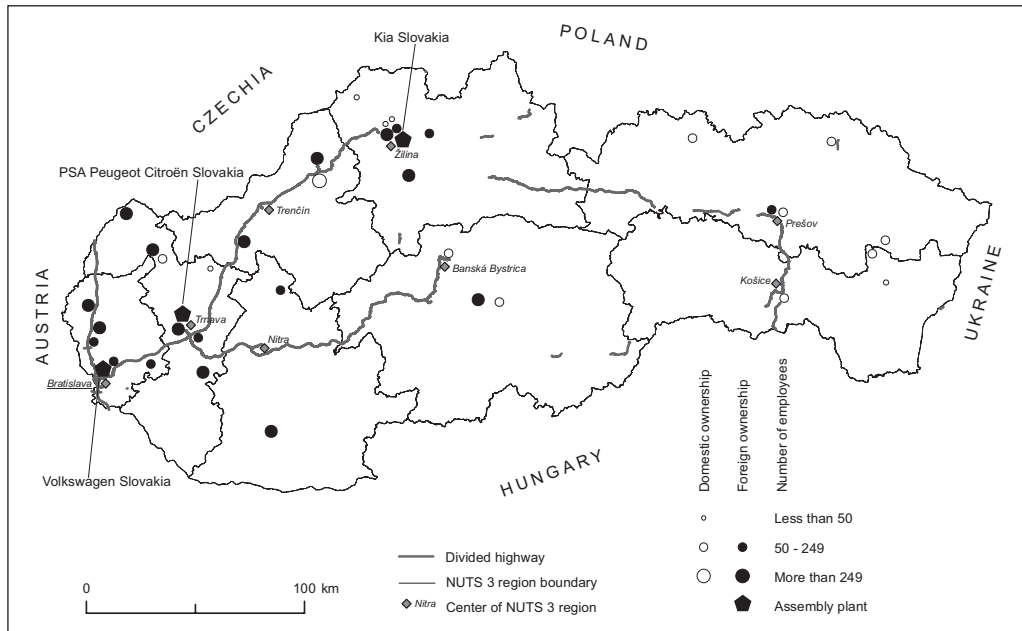 Kia Slovakia
POLAND
CZECHIA
PSA Peugeot Citroën Slovakia
Žilina
Trenčín
Prešov
Banská Bystrica
Košice
UKRAINE
AUSTRIA
Trnava
Nitra
Bratislava
HUNGARY
Volkswagen Slovakia
Domestic ownership
Foreign ownership
Number of employees
Less than 50
50 - 249
More than 249
Assembly plant
Divided highway
NUTS 3 region boundary
Nitra
Center of NUTS 3 region
0
100 km